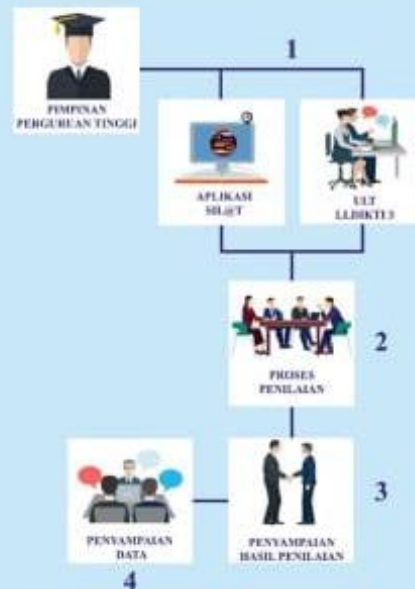 1
PIMPINAN
PERGURUAN TINGGI
APLIKASI
SIL@T
ULT
LLDIKTI 3
2
PROSES
PENILAIAN
3
PENYAMPAIAN
DATA
PENYAMPAIAN
HASIL PENILAIAN
4